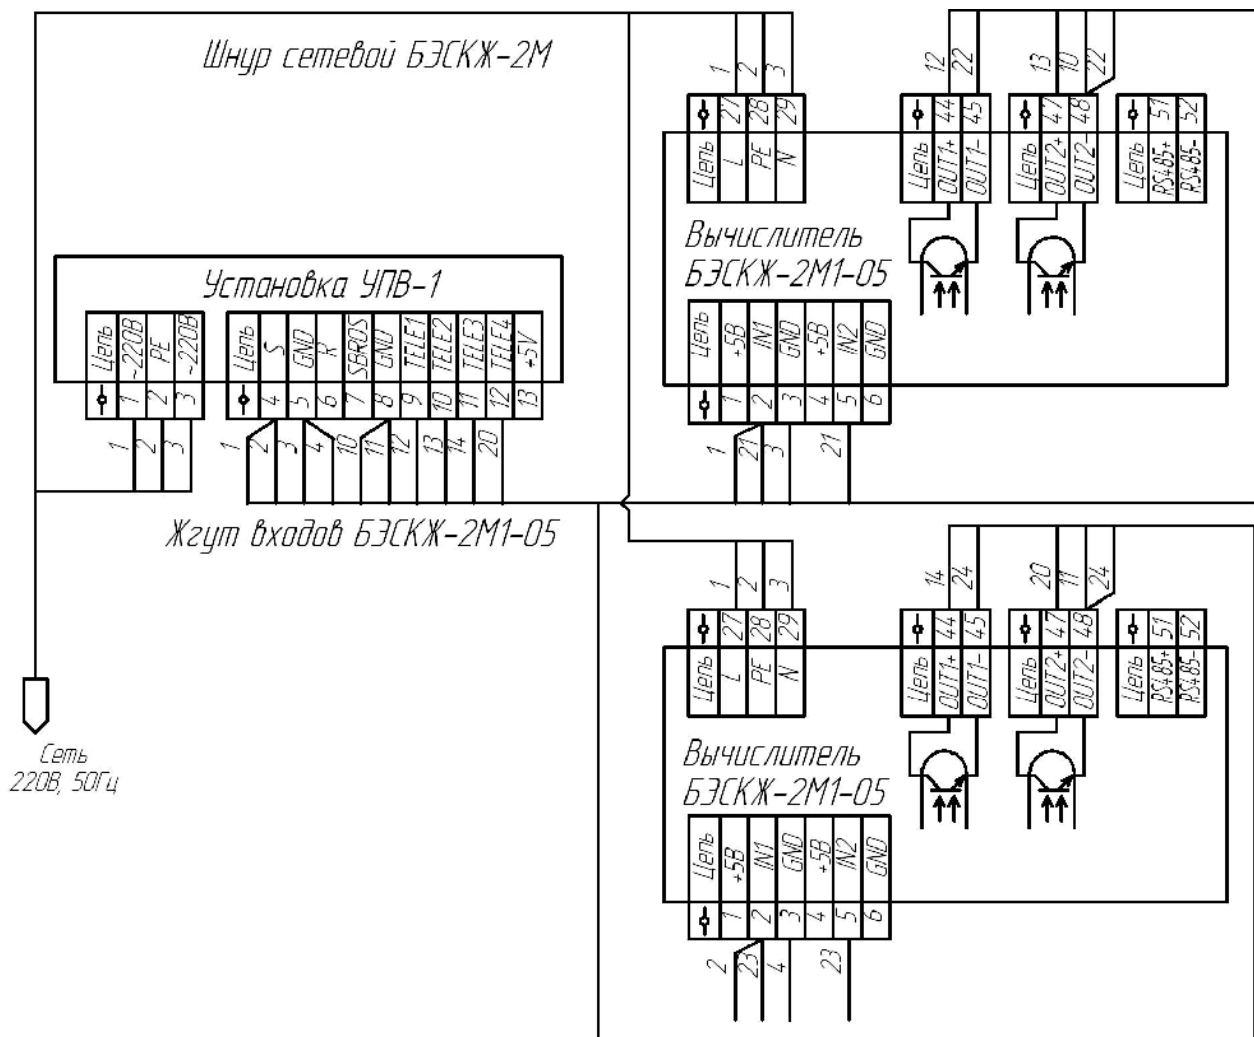 Шнур сетевой БЭСКЖ-2М
1 2 3
12 22
13 10 22
27 28 29
44 45
47 48
51 52
Цепь L PE N
Цепь OUT1+ OUT1-
Цепь OUT2+ OUT2-
Цепь RS485+ RS485-
Вычислитель
БЭСКЖ-2М1-05
Установка УПВ-1
Цепь ~220В PE ~220В
1 2 3
Цепь S GND R SBROS GND TELE1 TELE2 TELE3 TELE4 +5V
4 5 6 7 8 9 10 11 12 13
1 2 3
1 2 3 4 10 11 12 13 14 20
Цепь +5В IN1 GND +5В IN2 GND
1 2 3 4 5 6
1 21 3 21
Жгут входов БЭСКЖ-2М1-05
1 2 3
14 24
20 11 24
27 28 29
44 45
47 48
51 52
Цепь L PE N
Цепь OUT1+ OUT1-
Цепь OUT2+ OUT2-
Цепь RS485+ RS485-
Сеть
220В, 50Гц
Вычислитель
БЭСКЖ-2М1-05
Цепь +5В IN1 GND +5В IN2 GND
1 2 3 4 5 6
2 23 4 23